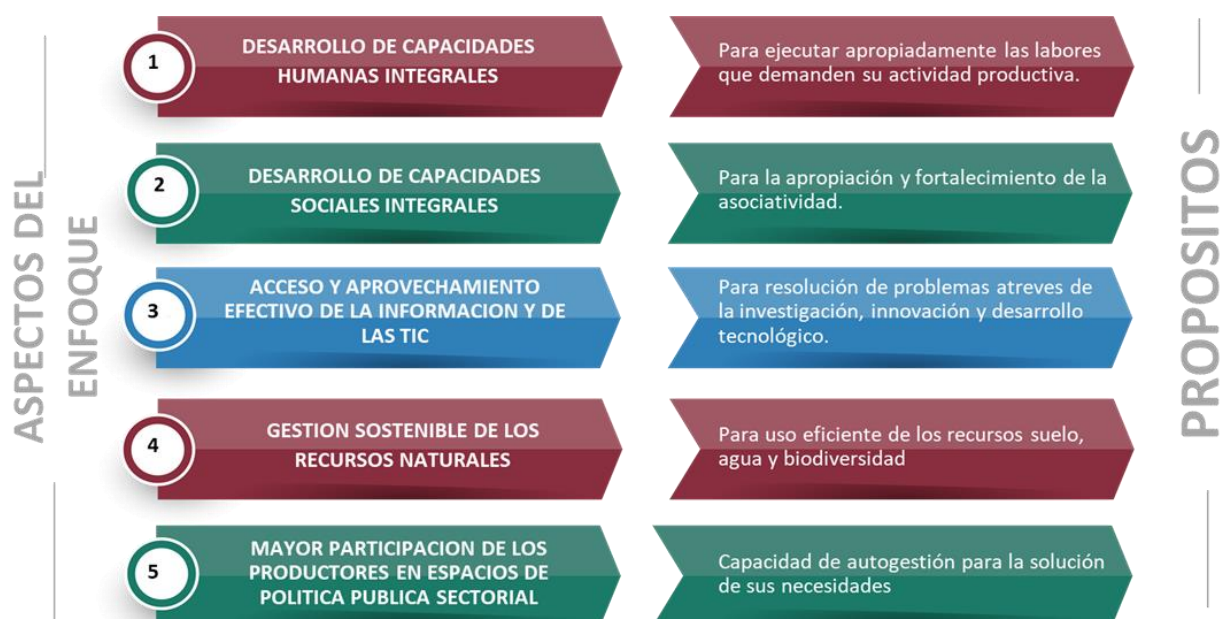 ASPECTOS DEL
ENFOQUE
1
DESARROLLO DE CAPACIDADES
HUMANAS INTEGRALES
Para ejecutar apropiadamente las labores
que demanden su actividad productiva.
2
DESARROLLO DE CAPACIDADES
SOCIALES INTEGRALES
Para la apropiación y fortalecimiento de la
asociatividad.
3
ACCESO Y APROVECHAMIENTO
EFECTIVO DE LA INFORMACION Y DE
LAS TIC
Para resolución de problemas atreves de
la investigación, innovación y desarrollo
tecnológico.
4
GESTION SOSTENIBLE DE LOS
RECURSOS NATURALES
Para uso eficiente de los recursos suelo,
agua y biodiversidad
5
MAYOR PARTICIPACION DE LOS
PRODUCTORES EN ESPACIOS DE
POLITICA PUBLICA SECTORIAL
Capacidad de autogestión para la solución
de sus necesidades
PROPOSITOS